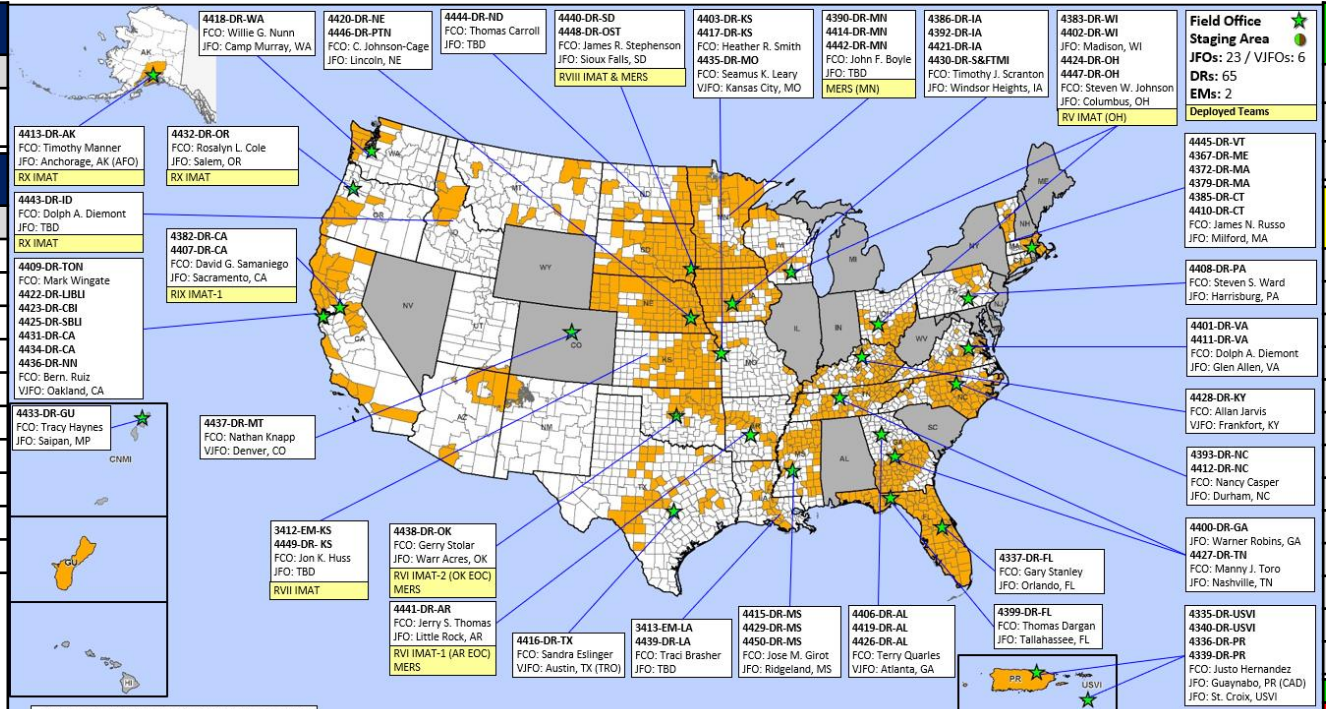 4418-DR-WA
FCO: Willie G. Nunn
JFO: Camp Murray, WA
4420-DR-NE
4446-DR-PTN
FCO: C. Johnson-Cage
JFO: Lincoln, NE
4444-DR-ND
FCO: Thomas Carroll
JFO: TBD
4440-DR-SD
4448-DR-OST
FCO: James R. Stephenson
JFO: Sioux Falls, SD
RVIII IMAT & MERS
4403-DR-KS
4417-DR-KS
FCO: Heather R. Smith
4435-DR-MO
FCO: Seamus K. Leary
VJFO: Kansas City, MO
4390-DR-MN
4414-DR-MN
4442-DR-MN
FCO: John F. Boyle
JFO: TBD
MERS (MN)
4386-DR-IA
4392-DR-IA
4421-DR-IA
4430-DR-S&FTMI
FCO: Timothy J. Scranton
JFO: Windsor Heights, IA
4383-DR-WI
4402-DR-WI
JFO: Madison, WI
4424-DR-OH
4447-DR-OH
FCO: Steven W. Johnson
JFO: Columbus, OH
RV IMAT (OH)
Field Office
Staging Area
JFOs: 23 / VJFOs: 6
DRs: 65
EMs: 2
Deployed Teams
4413-DR-AK
FCO: Timothy Manner
JFO: Anchorage, AK (AFO)
RX IMAT
4432-DR-OR
FCO: Rosalyn L. Cole
JFO: Salem, OR
RX IMAT
4443-DR-ID
FCO: Dolph A. Diemont
JFO: TBD
RX IMAT
4382-DR-CA
4407-DR-CA
FCO: David G. Samaniego
JFO: Sacramento, CA
RIX IMAT-1
4409-DR-TON
FCO: Mark Wingate
4422-DR-LJBLI
4423-DR-CBI
4425-DR-SBLI
4431-DR-CA
4434-DR-CA
4436-DR-NN
FCO: Bern. Ruiz
VJFO: Oakland, CA
4433-DR-GU
FCO: Tracy Haynes
JFO: Saipan, MP
CNMI
GU
HI
AK
WA
OR
CA
NV
ID
MT
WY
UT
CO
AZ
NM
ND
SD
NE
KS
MN
IA
MO
WI
IL
MI
IN
OH
WV
PA
NY
NJ
NH
ME
MA
NC
SC
AL
MS
AR
LA
FL
PR
USVI
4445-DR-VT
4367-DR-ME
4372-DR-MA
4379-DR-MA
4385-DR-CT
4410-DR-CT
FCO: James N. Russo
JFO: Milford, MA
4408-DR-PA
FCO: Steven S. Ward
JFO: Harrisburg, PA
4401-DR-VA
4411-DR-VA
FCO: Dolph A. Diemont
JFO: Glen Allen, VA
4428-DR-KY
FCO: Allan Jarvis
VJFO: Frankfort, KY
4393-DR-NC
4412-DR-NC
FCO: Nancy Casper
JFO: Durham, NC
4400-DR-GA
JFO: Warner Robins, GA
4427-DR-TN
FCO: Manny J. Toro
JFO: Nashville, TN
4437-DR-MT
FCO: Nathan Knapp
VJFO: Denver, CO
3412-EM-KS
4449-DR- KS
FCO: Jon K. Huss
JFO: TBD
RVII IMAT
4438-DR-OK
FCO: Gerry Stolar
JFO: Warr Acres, OK
RVI IMAT-2 (OK EOC)
MERS
4441-DR-AR
FCO: Jerry S. Thomas
JFO: Little Rock, AR
RVI IMAT-1 (AR EOC)
MERS
4416-DR-TX
FCO: Sandra Eslinger
VJFO: Austin, TX (TRO)
3413-EM-LA
4439-DR-LA
FCO: Traci Brasher
JFO: TBD
4415-DR-MS
4429-DR-MS
4450-DR-MS
FCO: Jose M. Girot
JFO: Ridgeland, MS
4406-DR-AL
4419-DR-AL
4426-DR-AL
FCO: Terry Quarles
VJFO: Atlanta, GA
4337-DR-FL
FCO: Gary Stanley
JFO: Orlando, FL
4399-DR-FL
FCO: Thomas Dargan
JFO: Tallahassee, FL
4335-DR-USVI
4340-DR-USVI
4336-DR-PR
4339-DR-PR
FCO: Justo Hernandez
JFO: Guaynabo, PR (CAD)
JFO: St. Croix, USVI